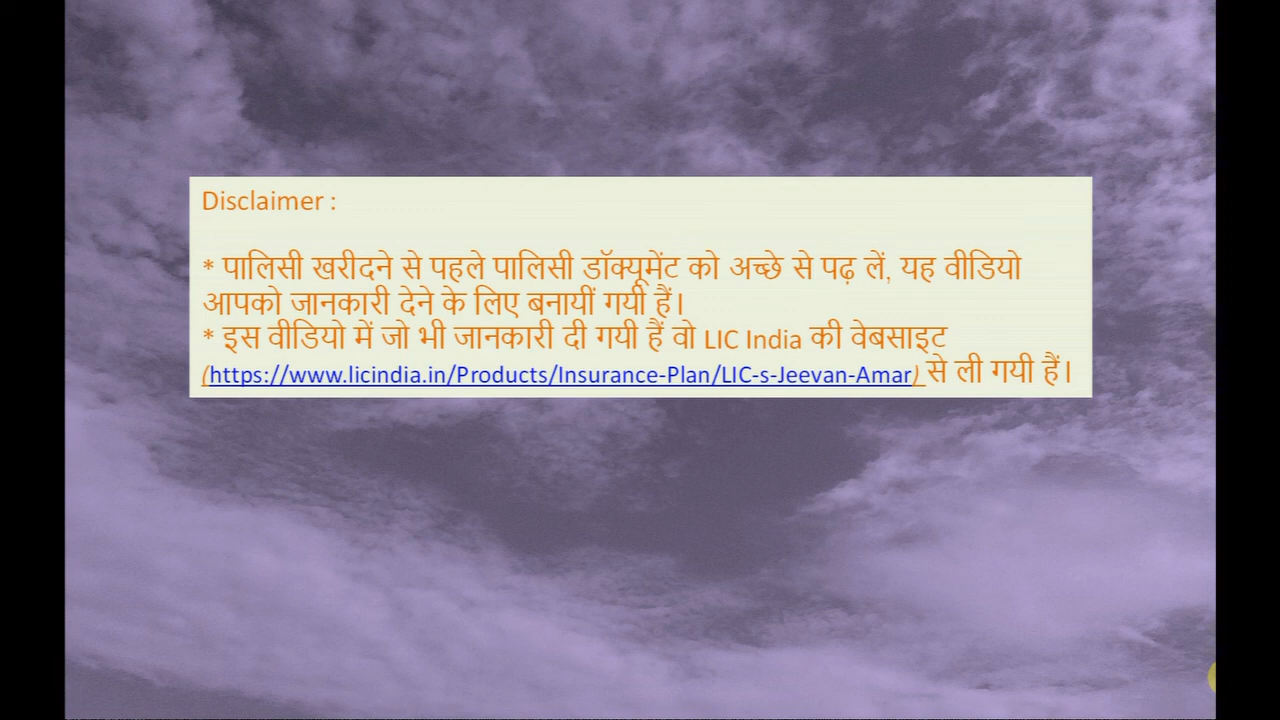 Disclaimer :
* पालिसी खरीदने से पहले पालिसी डॉक्यूमेंट को अच्छे से पढ़ लें, यह वीडियो
आपको जानकारी देने के लिए बनायीं गयी हैं।
* इस वीडियो में जो भी जानकारी दी गयी हैं वो LIC India की वेबसाइट
(https://www.licindia.in/Products/Insurance-Plan/LIC-s-Jeevan-Amar) से ली गयी हैं।